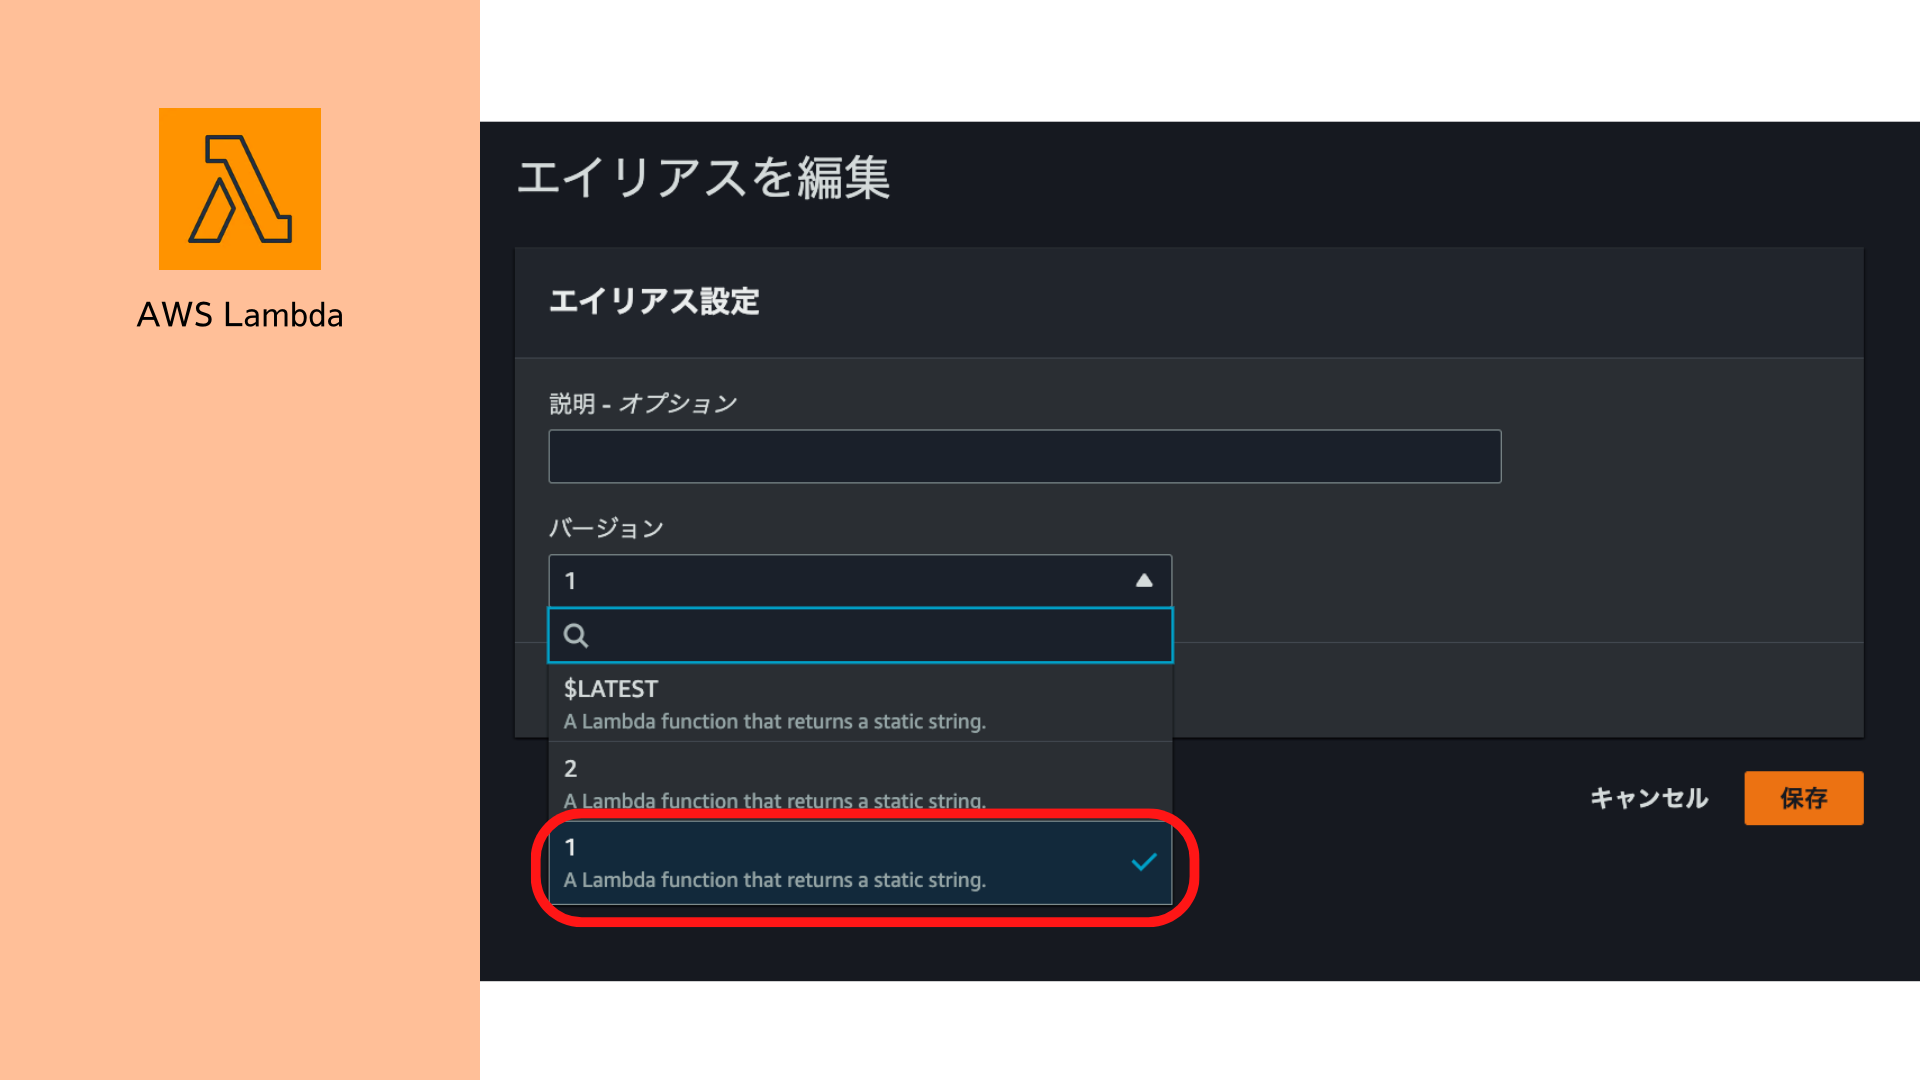 AWS Lambda
エイリアスを編集
エイリアス設定
説明 - オプション
バージョン
1
$LATEST
A Lambda function that returns a static string.
2
A Lambda function that returns a static string.
1
A Lambda function that returns a static string.
キャンセル
保存